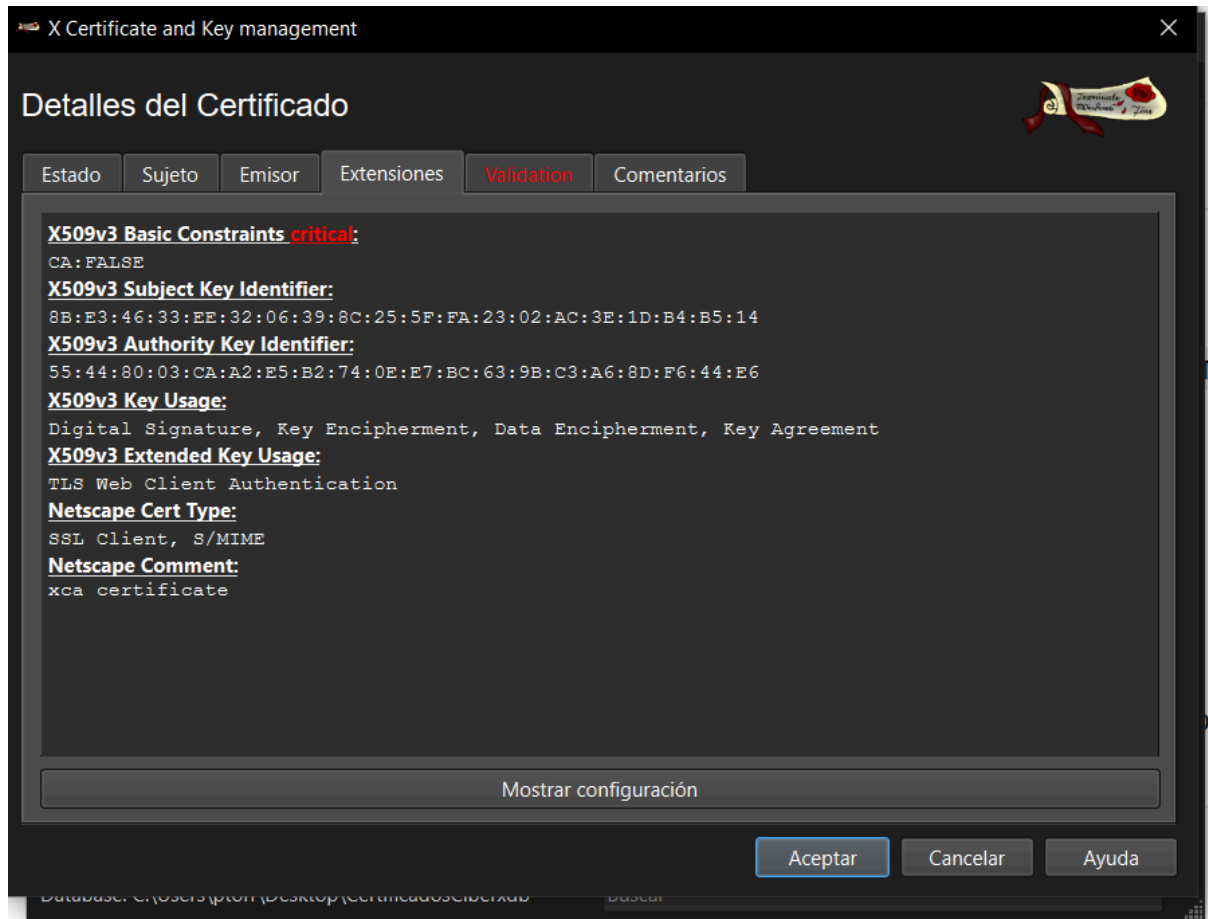 X Certificate and Key management
Detalles del Certificado
Estado Sujeto Emisor Extensiones Validation Comentarios
X509v3 Basic Constraints critical:
CA:FALSE
X509v3 Subject Key Identifier:
8B:E3:46:33:EE:32:06:39:8C:25:5F:FA:23:02:AC:3E:1D:B4:B5:14
X509v3 Authority Key Identifier:
55:44:80:03:CA:A2:E5:B2:74:0E:E7:BC:63:9B:C3:A6:8D:F6:44:E6
X509v3 Key Usage:
Digital Signature, Key Encipherment, Data Encipherment, Key Agreement
X509v3 Extended Key Usage:
TLS Web Client Authentication
Netscape Cert Type:
SSL Client, S/MIME
Netscape Comment:
xca certificate
Mostrar configuración
Aceptar Cancelar Ayuda
Database: Buscar